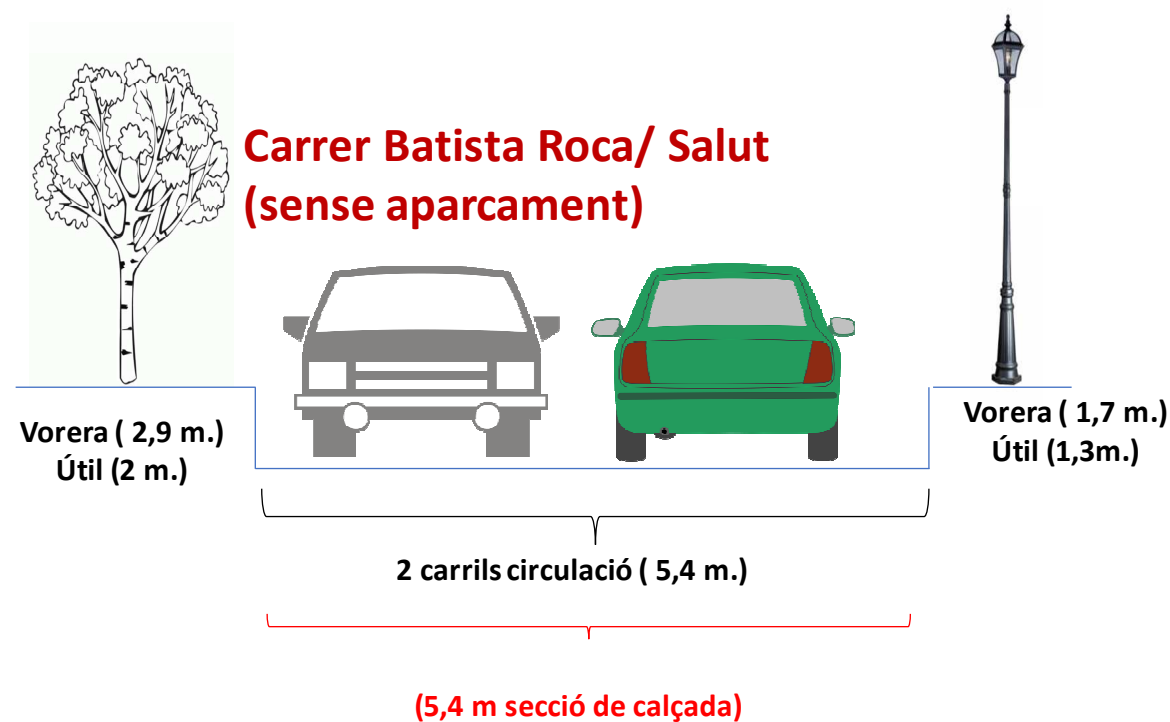 Carrer Batista Roca/ Salut
(sense aparcament)
Vorera ( 2,9 m.)
Útil (2 m.)
Vorera ( 1,7 m.)
Útil (1,3m.)
2 carrils circulació ( 5,4 m.)
(5,4 m secció de calçada)